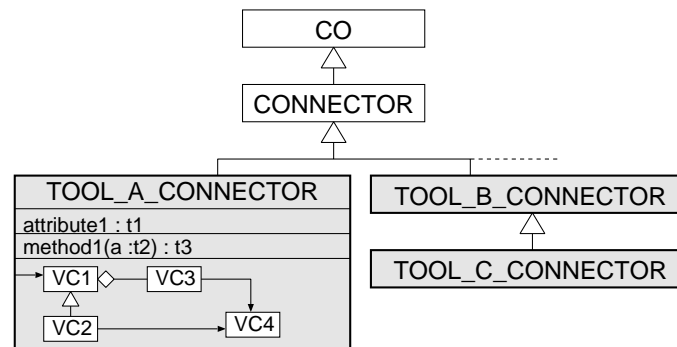 CO
CONNECTOR
TOOL_A_CONNECTOR
attribute1 : t1
method1(a :t2) : t3
VC1
VC3
VC2
VC4
TOOL_B_CONNECTOR
TOOL_C_CONNECTOR